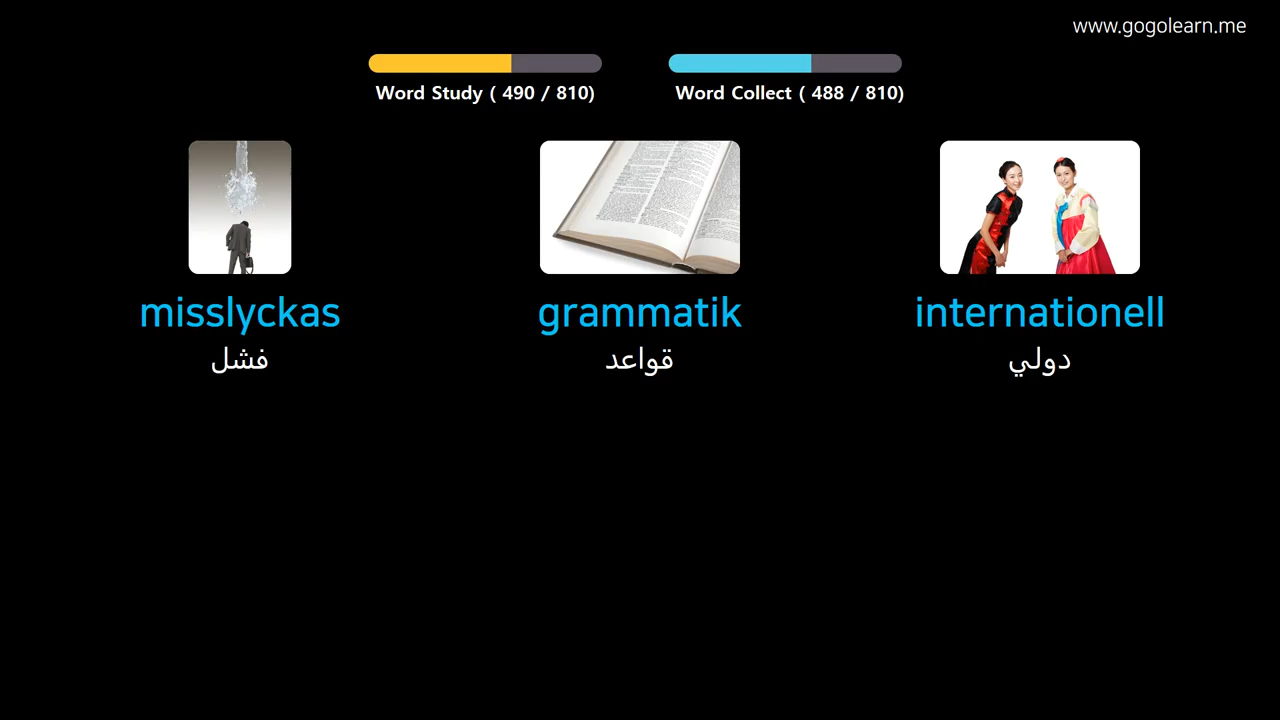 www.gogolearn.me
Word Study ( 490 / 810)
Word Collect ( 488 / 810)
misslyckas
grammatik
internationell
فشل
قواعد
دولي